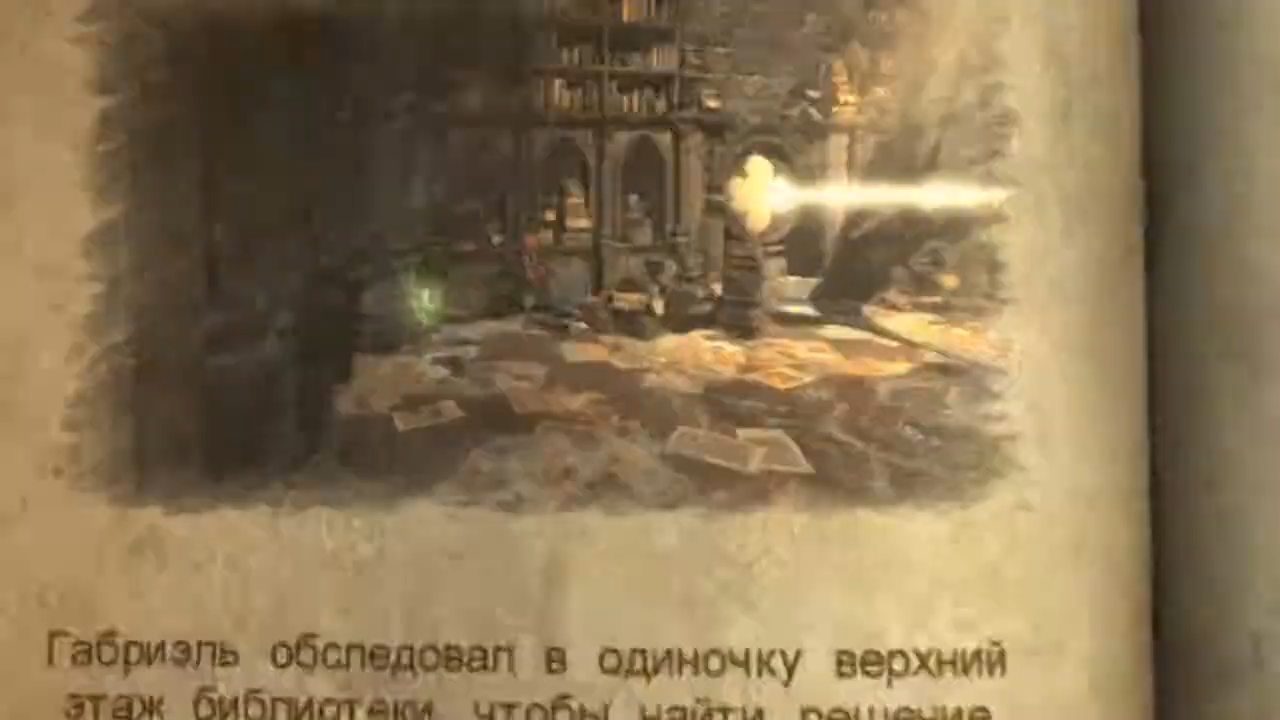 Габриэль обследовал в одиночку верхний
этаж библиотеки, чтобы найти решение